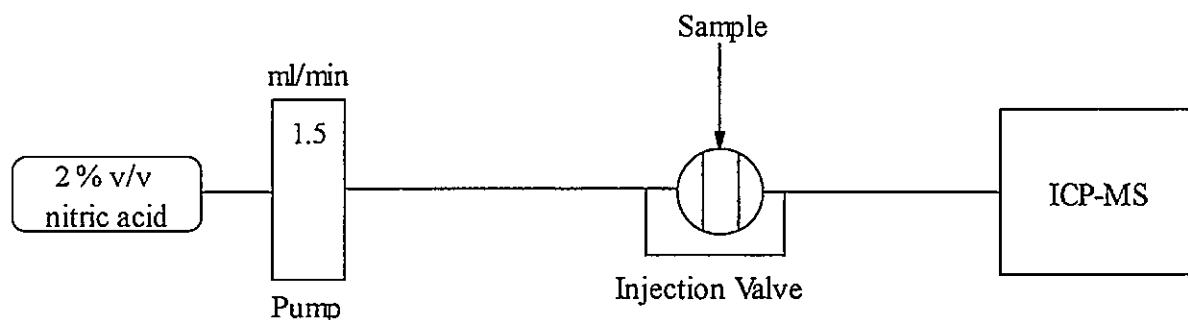 Sample
ml/min
1.5
2% v/v
nitric acid
ICP-MS
Injection Valve
Pump